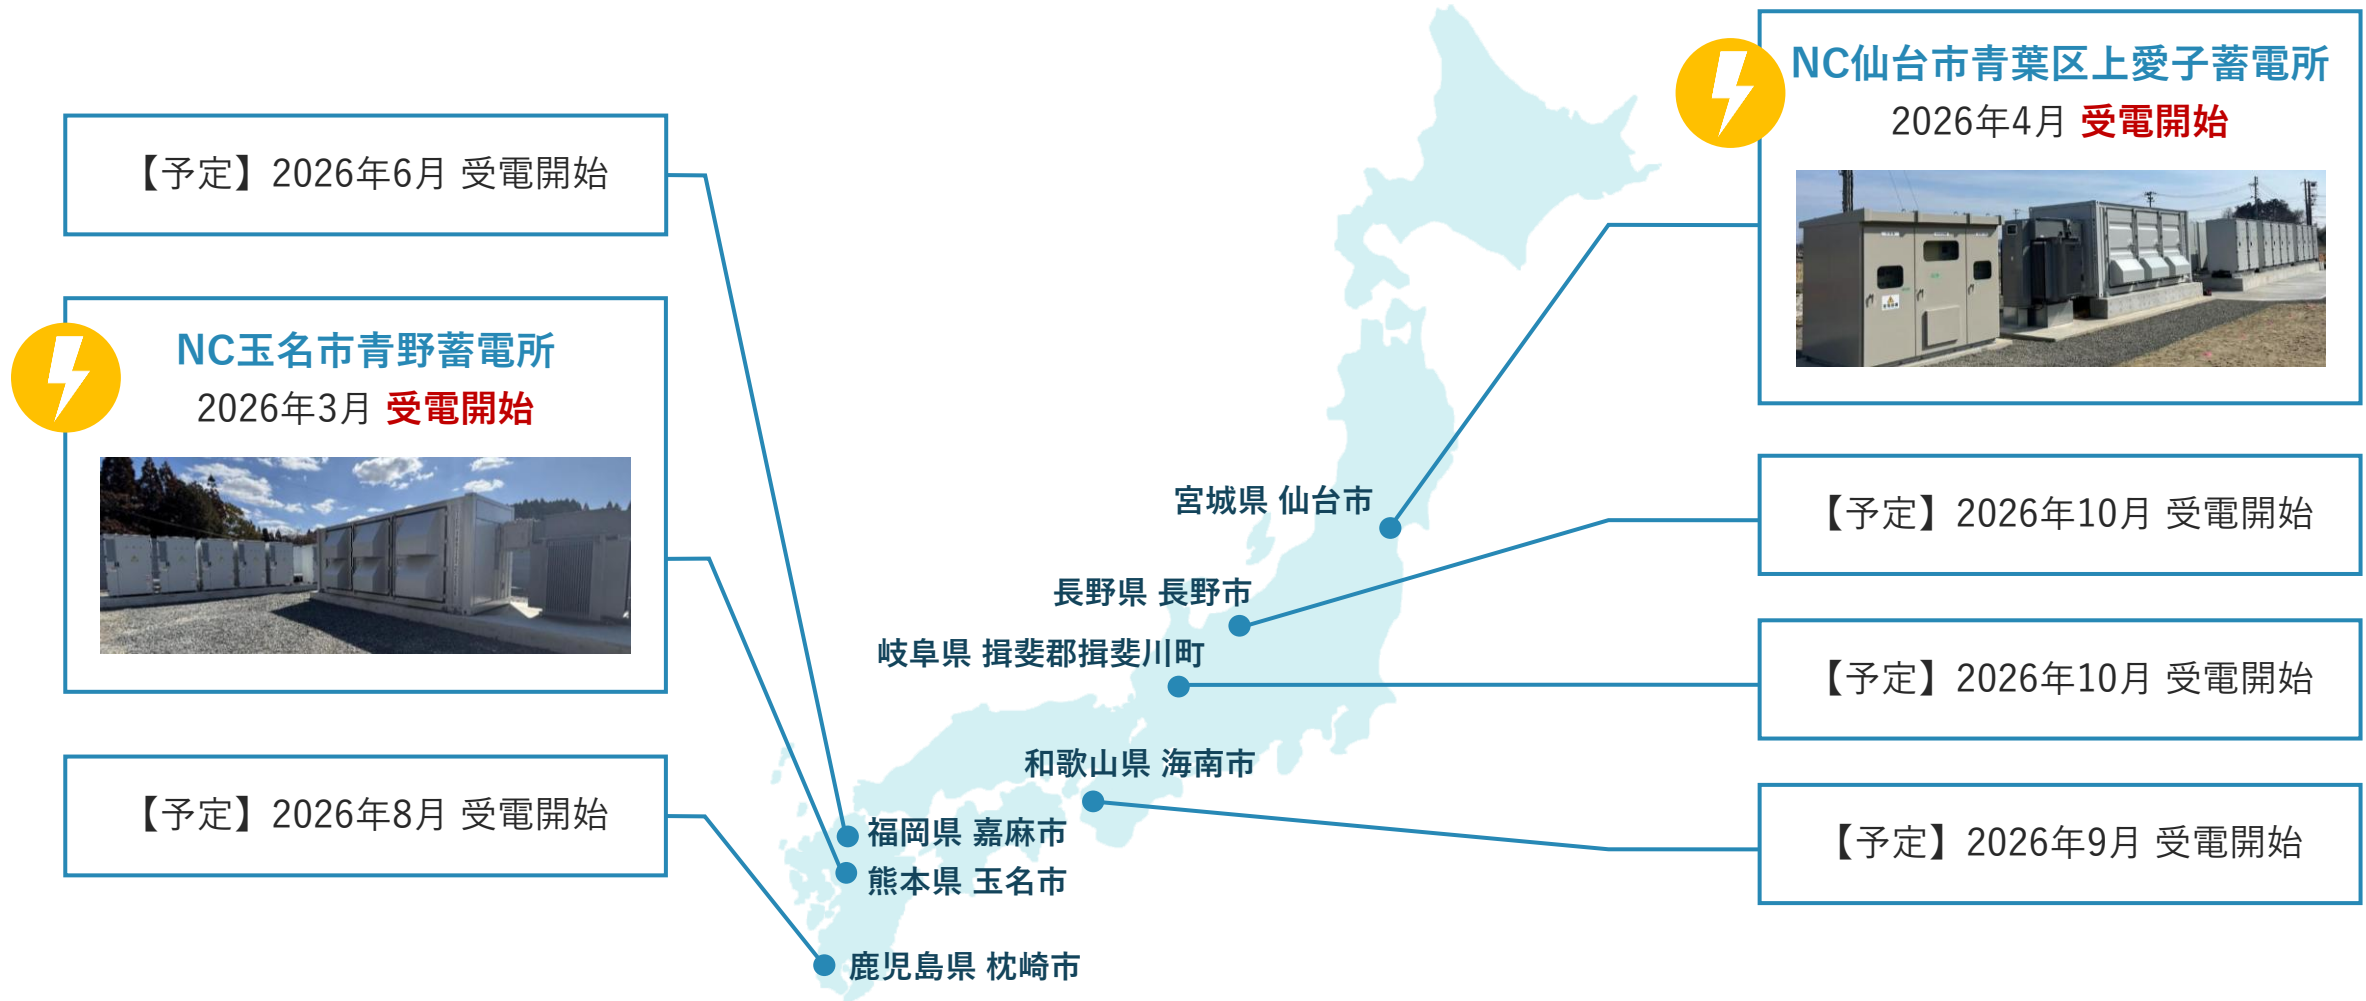 【予定】2026年6月 受電開始
NC玉名市青野蓄電所
2026年3月 受電開始
【予定】2026年8月 受電開始
宮城県 仙台市
長野県 長野市
岐阜県 揖斐郡揖斐川町
和歌山県 海南市
福岡県 嘉麻市
熊本県 玉名市
鹿児島県 枕崎市
NC仙台市青葉区上愛子蓄電所
2026年4月 受電開始
【予定】2026年10月 受電開始
【予定】2026年10月 受電開始
【予定】2026年9月 受電開始